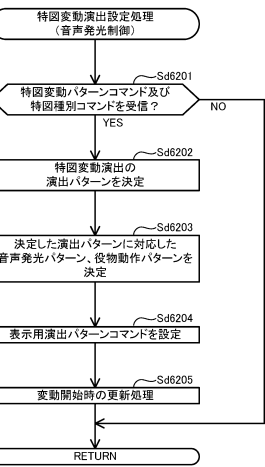 特図変動演出設定処理
(音声発光制御)
Sd6201
特図変動パターンコマンド及び
特図種別コマンドを受信？
NO
YES
Sd6202
特図変動演出の
演出パターンを決定
Sd6203
決定した演出パターンに対応した
音声発光パターン、役物動作パターンを
決定
Sd6204
表示用演出パターンコマンドを設定
Sd6205
変動開始時の更新処理
RETURN